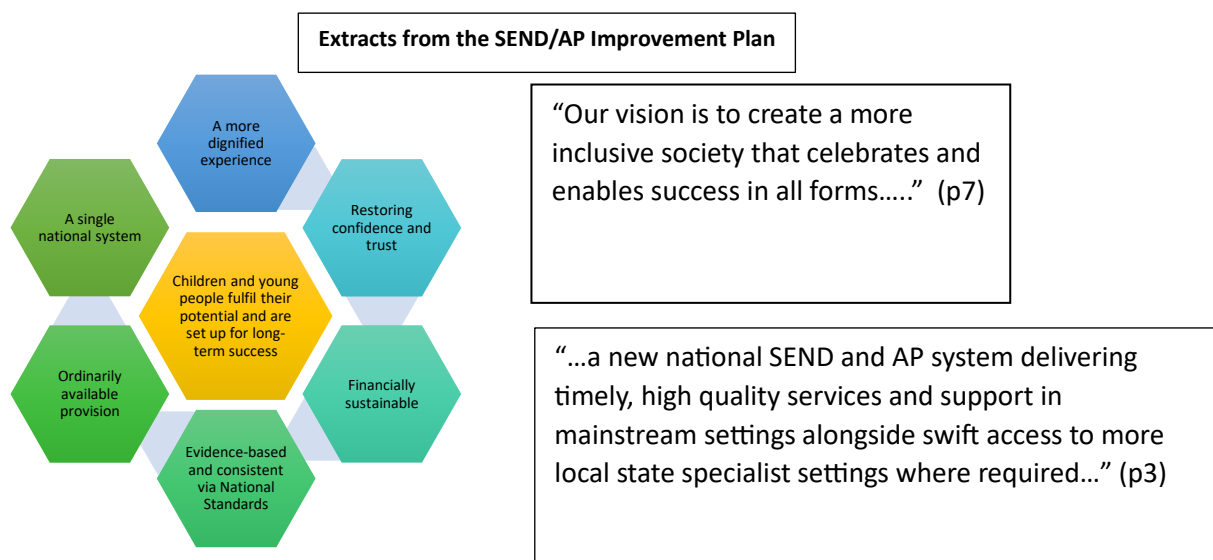 Extracts from the SEND/AP Improvement Plan
A more
dignified
experience
Restoring
confidence and
trust
Financially
sustainable
Evidence-based
and consistent
via National
Standards
Ordinarily
available
provision
A single
national system
Children and young
people fulfil their
potential and are
set up for long-
term success
“Our vision is to create a more
inclusive society that celebrates and
enables success in all forms…..” (p7)
“…a new national SEND and AP system delivering
timely, high quality services and support in
mainstream settings alongside swift access to more
local state specialist settings where required…” (p3)